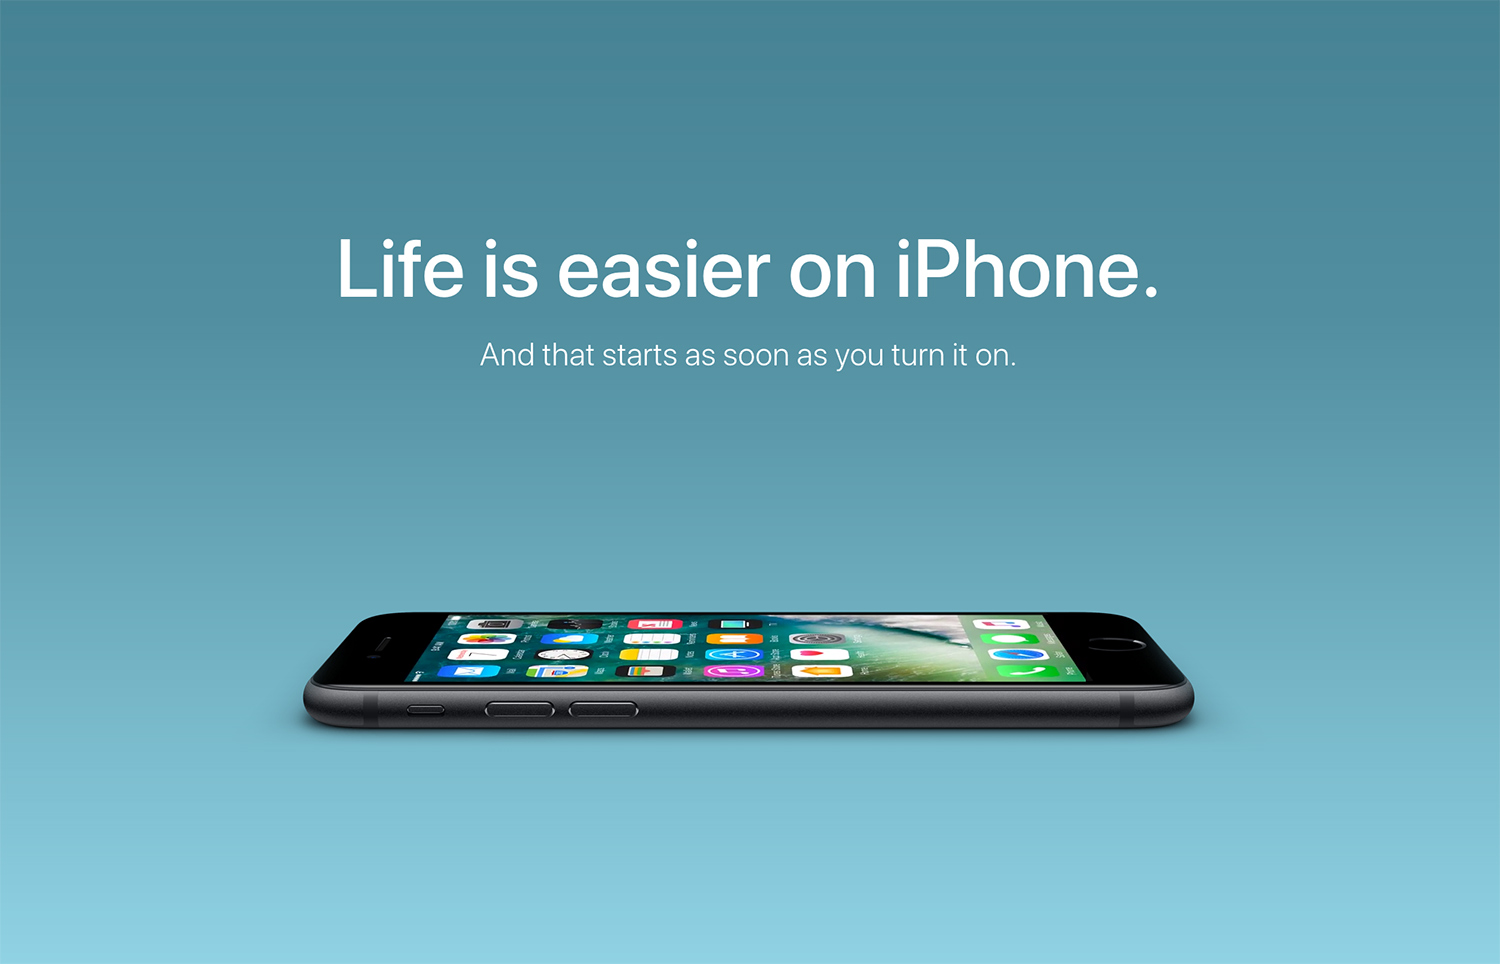 Life is easier on iPhone.
And that starts as soon as you turn it on.